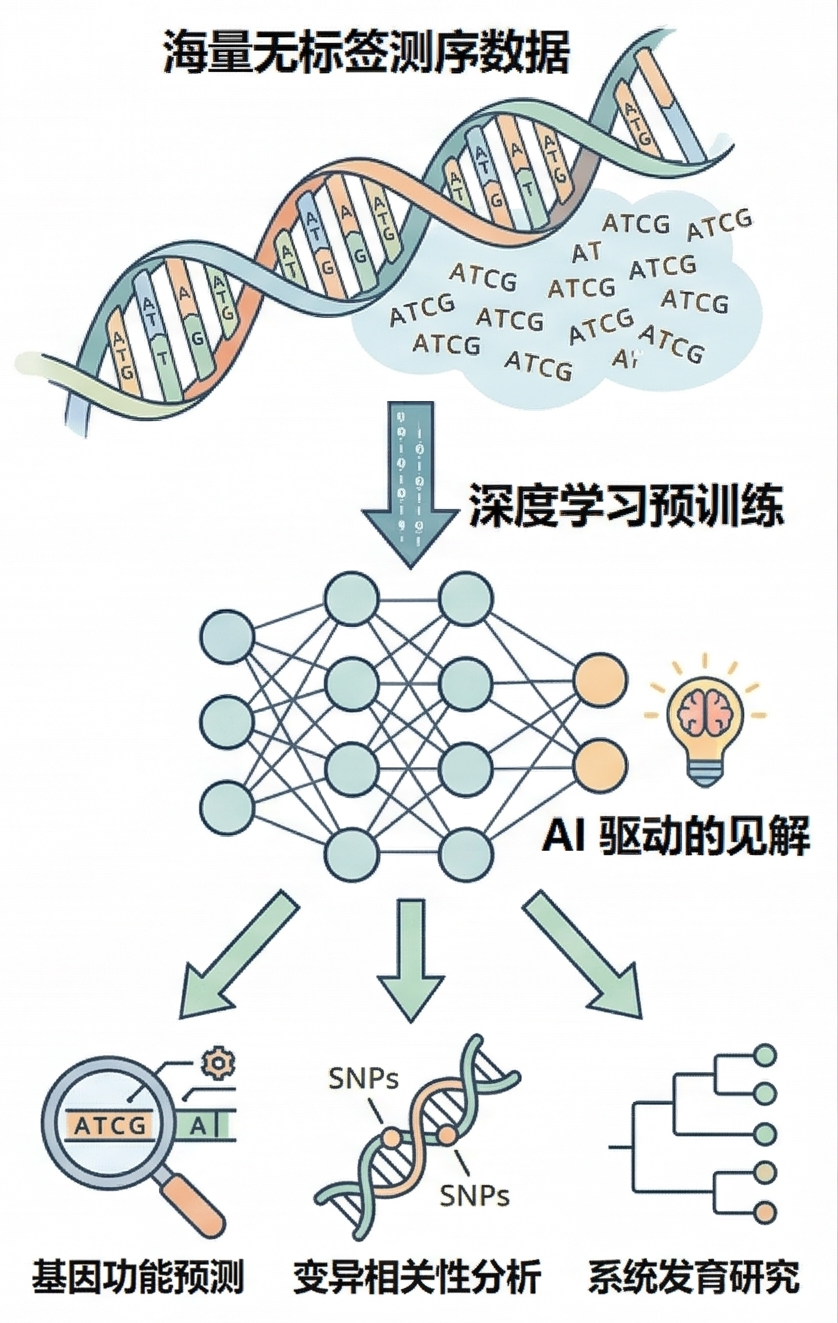 海量无标签测序数据
ATG
AT
T
A
G
ATG
AT
AT
G
A
G
ATG
AT
AT
G
A
T
ATG
ATG
ATCG
ATCG
AT
ATCG
ATCG
ATCG
ATCG
ATCG
ATCG
ATCG
ATCG
ATCG
ATCG
深度学习预训练
AI 驱动的见解
ATCG
A
SNPs
SNPs
基因功能预测
变异相关性分析
系统发育研究